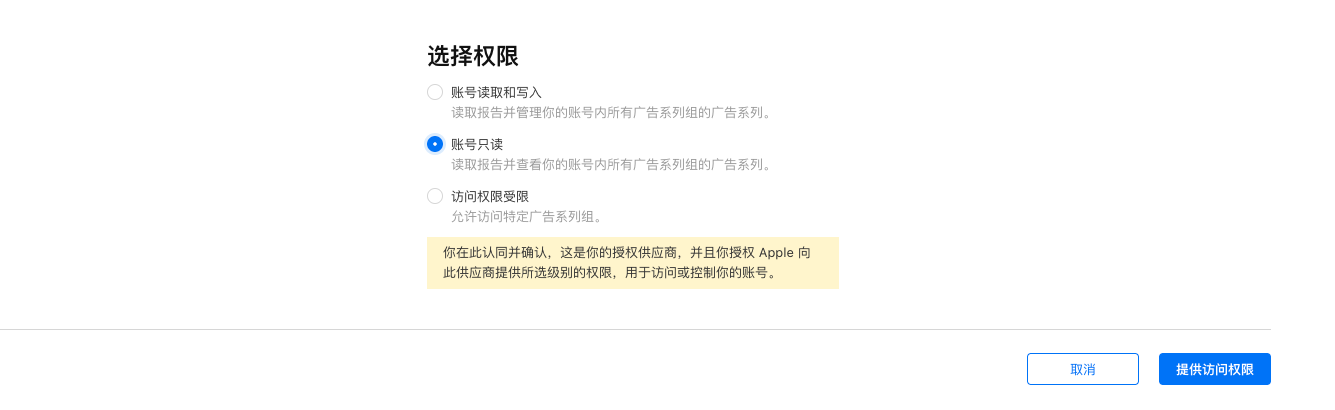 选择权限
账号读取和写入
读取报告并管理你的账号内所有广告系列组的广告系列。
账号只读
读取报告并查看你的账号内所有广告系列组的广告系列。
访问权限受限
允许访问特定广告系列组。
你在此认同并确认，这是你的授权供应商，并且你授权 Apple 向
此供应商提供所选级别的权限，用于访问或控制你的账号。
取消
提供访问权限